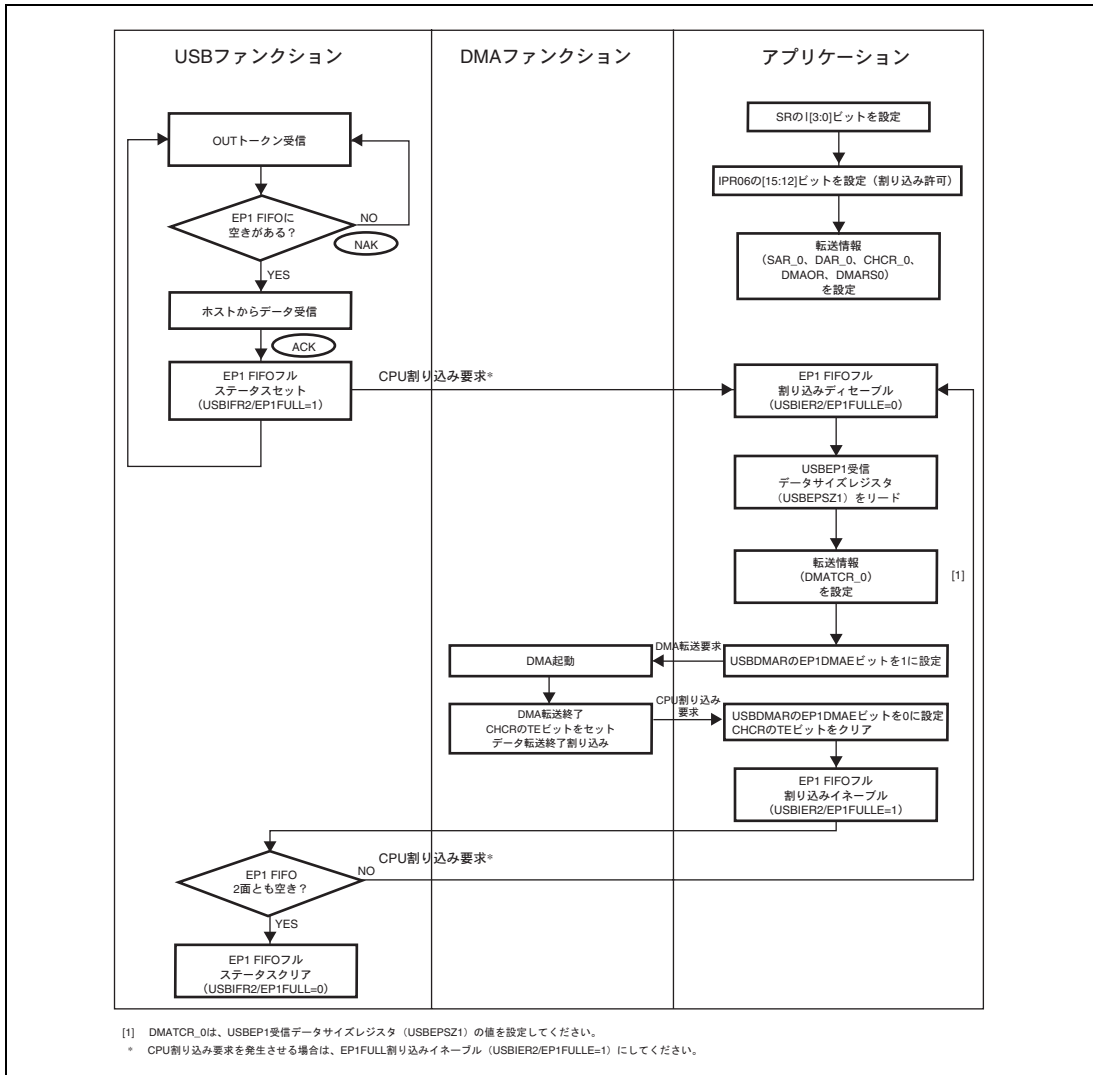 USBファンクション
DMAファンクション
アプリケーション
OUTトークン受信
EP1 FIFOに
空きがある？
NO
NAK
YES
ホストからデータ受信
ACK
EP1 FIFOフル
ステータスセット
（USBIFR2/EP1FULL=1）
CPU割り込み要求*
SRのI[3:0]ビットを設定
IPR06の[15:12]ビットを設定（割り込み許可）
転送情報
（SAR_0、DAR_0、CHCR_0、
DMAOR、DMARS0）
を設定
EP1 FIFOフル
割り込みディセーブル
（USBIER2/EP1FULLE=0）
USBEP1受信
データサイズレジスタ
（USBEPSZ1）をリード
転送情報
（DMATCR_0）
を設定
[1]
USBDMARのEP1DMAEビットを1に設定
DMA転送要求
DMA起動
DMA転送終了
CHCRのTEビットをセット
データ転送終了割り込み
CPU割り込み
要求
USBDMARのEP1DMAEビットを0に設定
CHCRのTEビットをクリア
EP1 FIFOフル
割り込みイネーブル
（USBIER2/EP1FULLE=1）
EP1 FIFO
2面とも空き？
NO
CPU割り込み要求*
YES
EP1 FIFOフル
ステータスクリア
（USBIFR2/EP1FULL=0）
[1] DMATCR_0は、USBEP1受信データサイズレジスタ（USBEPSZ1）の値を設定してください。
* CPU割り込み要求を発生させる場合は、EP1FULL割り込みイネーブル（USBIER2/EP1FULLE=1）にしてください。